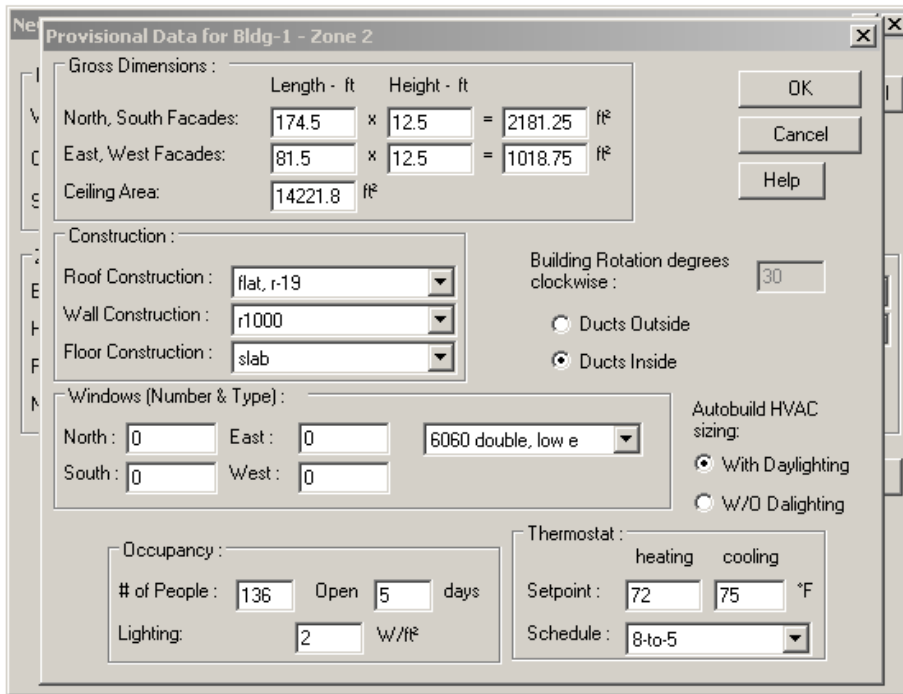 Ne
Provisional Data for Bldg-1 - Zone 2
Gross Dimensions :
Length - ft Height - ft
North, South Facades: 174.5 x 12.5 = 2181.25 ft²
East, West Facades: 81.5 x 12.5 = 1018.75 ft²
Ceiling Area: 14221.8 ft²
OK
Cancel
Help
Construction :
Roof Construction : flat, r-19
Wall Construction : r1000
Floor Construction : slab
Building Rotation degrees
clockwise : 30
Ducts Outside
Ducts Inside
Windows (Number & Type) :
North : 0 East : 0 6060 double, low e
South : 0 West : 0
Autobuild HVAC
sizing:
With Daylighting
W/O Dalighting
Occupancy :
# of People : 136 Open 5 days
Lighting: 2 W/ft²
Thermostat :
heating cooling
Setpoint : 72 75 °F
Schedule : 8-to-5